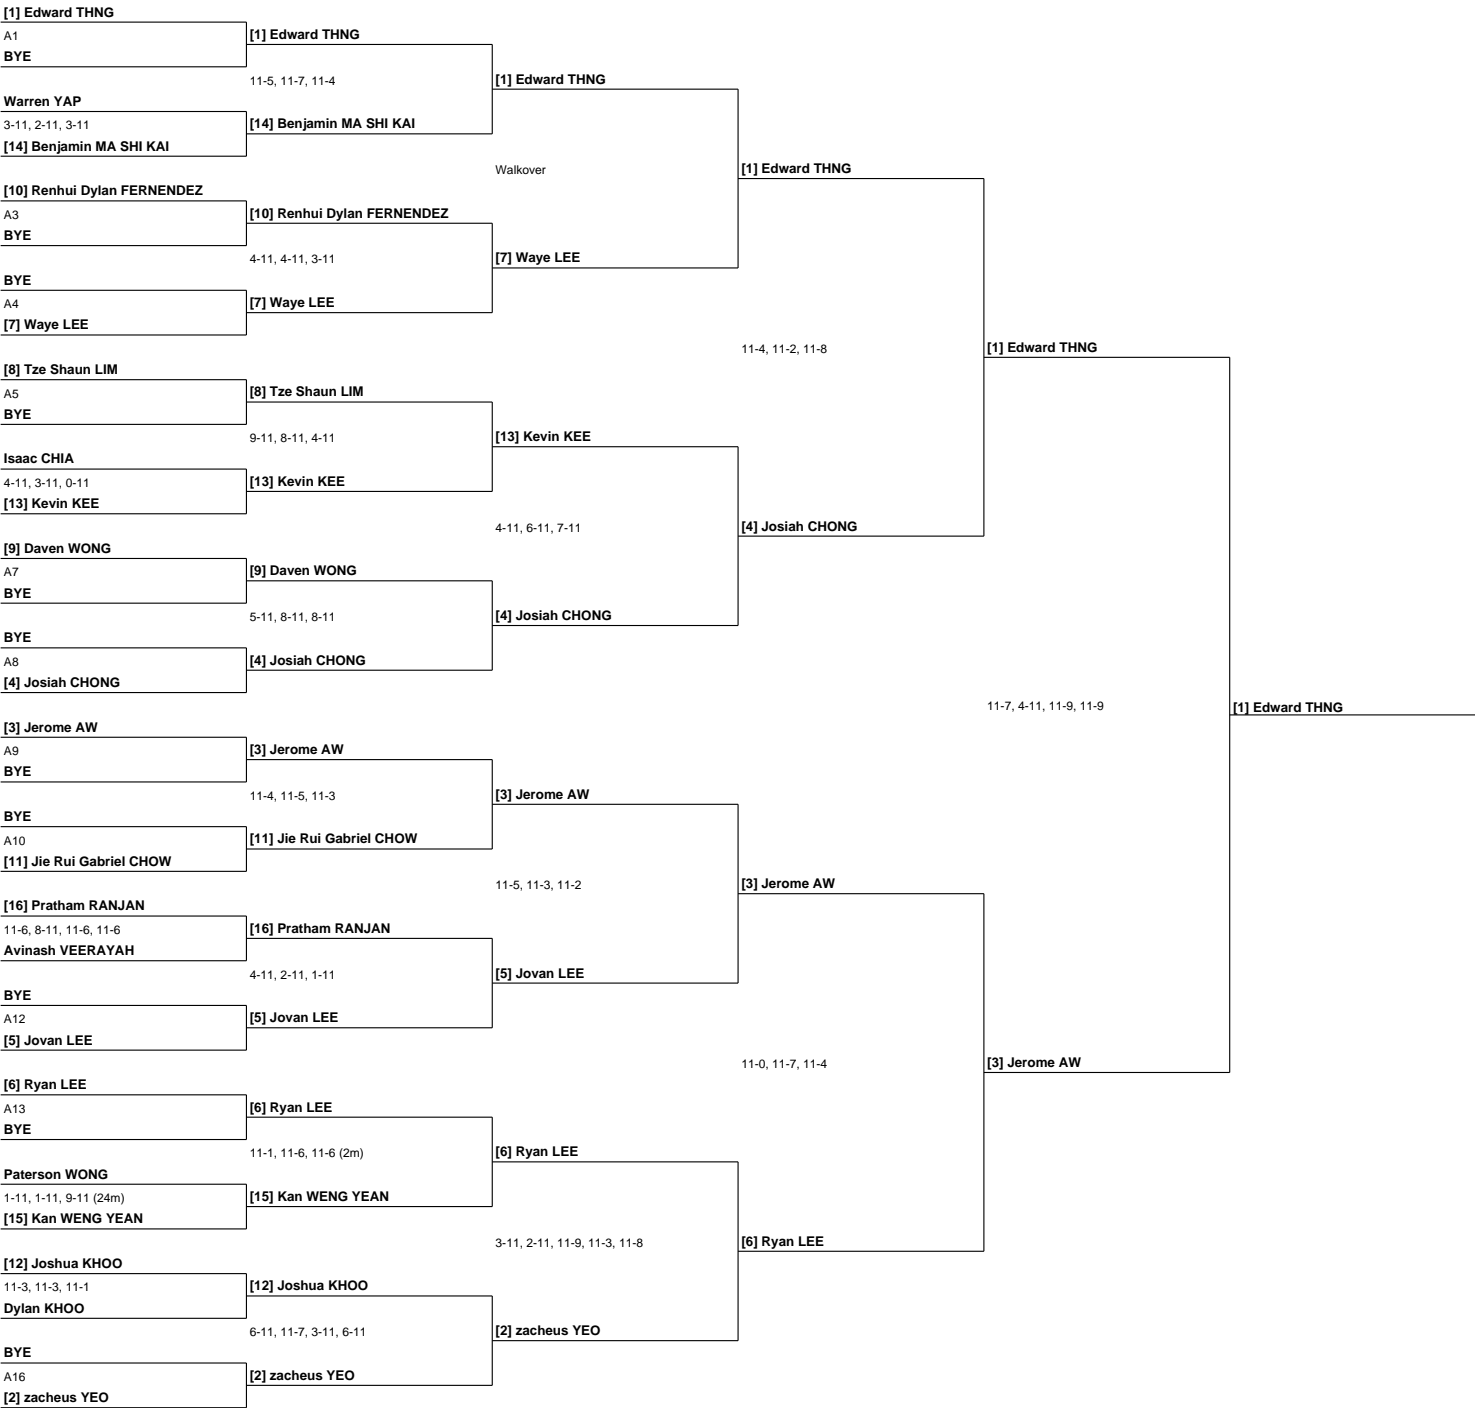 [1] Edward THNG
A1
BYE
Warren YAP
3-11, 2-11, 3-11
[14] Benjamin MA SHI KAI
[10] Renhui Dylan FERNENDEZ
A3
BYE
BYE
A4
[7] Waye LEE
[8] Tze Shaun LIM
A5
BYE
Isaac CHIA
4-11, 3-11, 0-11
[13] Kevin KEE
[9] Daven WONG
A7
BYE
BYE
A8
[4] Josiah CHONG
[3] Jerome AW
A9
BYE
BYE
A10
[11] Jie Rui Gabriel CHOW
[16] Pratham RANJAN
11-6, 8-11, 11-6, 11-6
Avinash VEERAYAH
BYE
A12
[5] Jovan LEE
[6] Ryan LEE
A13
BYE
Paterson WONG
1-11, 1-11, 9-11 (24m)
[15] Kan WENG YEAN
[12] Joshua KHOO
11-3, 11-3, 11-1
Dylan KHOO
BYE
A16
[2] zacheus YEO
[1] Edward THNG
11-5, 11-7, 11-4
[14] Benjamin MA SHI KAI
[10] Renhui Dylan FERNENDEZ
4-11, 4-11, 3-11
[7] Waye LEE
[8] Tze Shaun LIM
9-11, 8-11, 4-11
[13] Kevin KEE
[9] Daven WONG
5-11, 8-11, 8-11
[4] Josiah CHONG
[3] Jerome AW
11-4, 11-5, 11-3
[11] Jie Rui Gabriel CHOW
[16] Pratham RANJAN
4-11, 2-11, 1-11
[5] Jovan LEE
[6] Ryan LEE
11-1, 11-6, 11-6 (2m)
[15] Kan WENG YEAN
[12] Joshua KHOO
6-11, 11-7, 3-11, 6-11
[2] zacheus YEO
[1] Edward THNG
Walkover
[7] Waye LEE
[13] Kevin KEE
4-11, 6-11, 7-11
[4] Josiah CHONG
[3] Jerome AW
11-5, 11-3, 11-2
[5] Jovan LEE
[6] Ryan LEE
3-11, 2-11, 11-9, 11-3, 11-8
[2] zacheus YEO
[1] Edward THNG
11-4, 11-2, 11-8
[4] Josiah CHONG
[3] Jerome AW
11-0, 11-7, 11-4
[6] Ryan LEE
[1] Edward THNG
11-7, 4-11, 11-9, 11-9
[3] Jerome AW
[1] Edward THNG